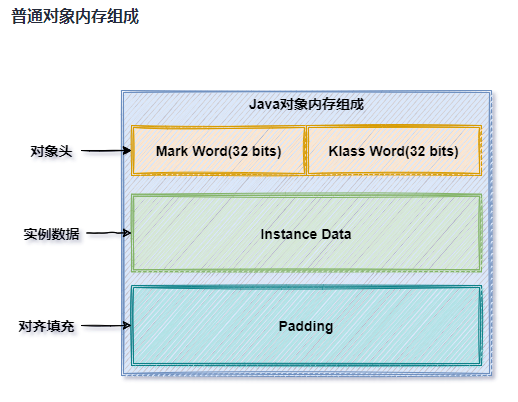 普通对象内存组成
Java对象内存组成
对象头
Mark Word(32 bits)
Klass Word(32 bits)
实例数据
Instance Data
对齐填充
Padding